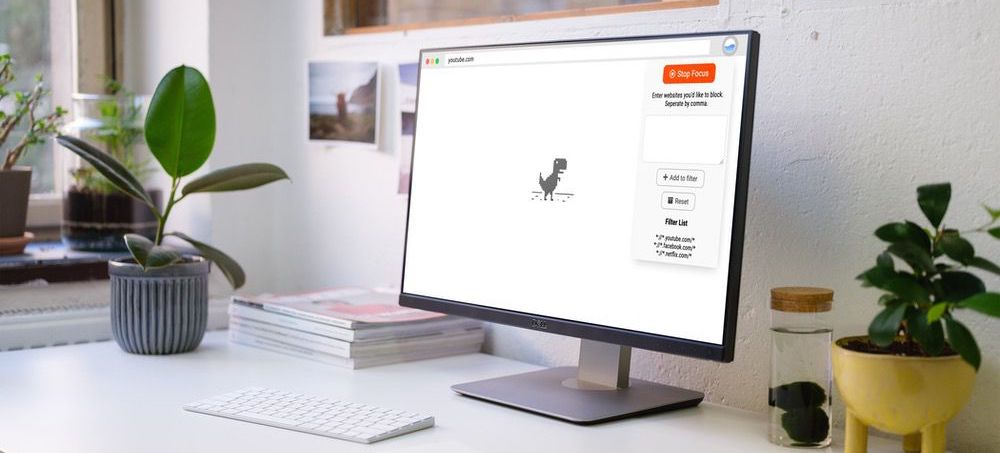 youtube.com
Stop Focus
Enter websites you'd like to block.
Seperate by comma.
+ Add to filter
Reset
Filter List
*://*.youtube.com/*
*://*.facebook.com/*
*://*.netflix.com/*
DELL